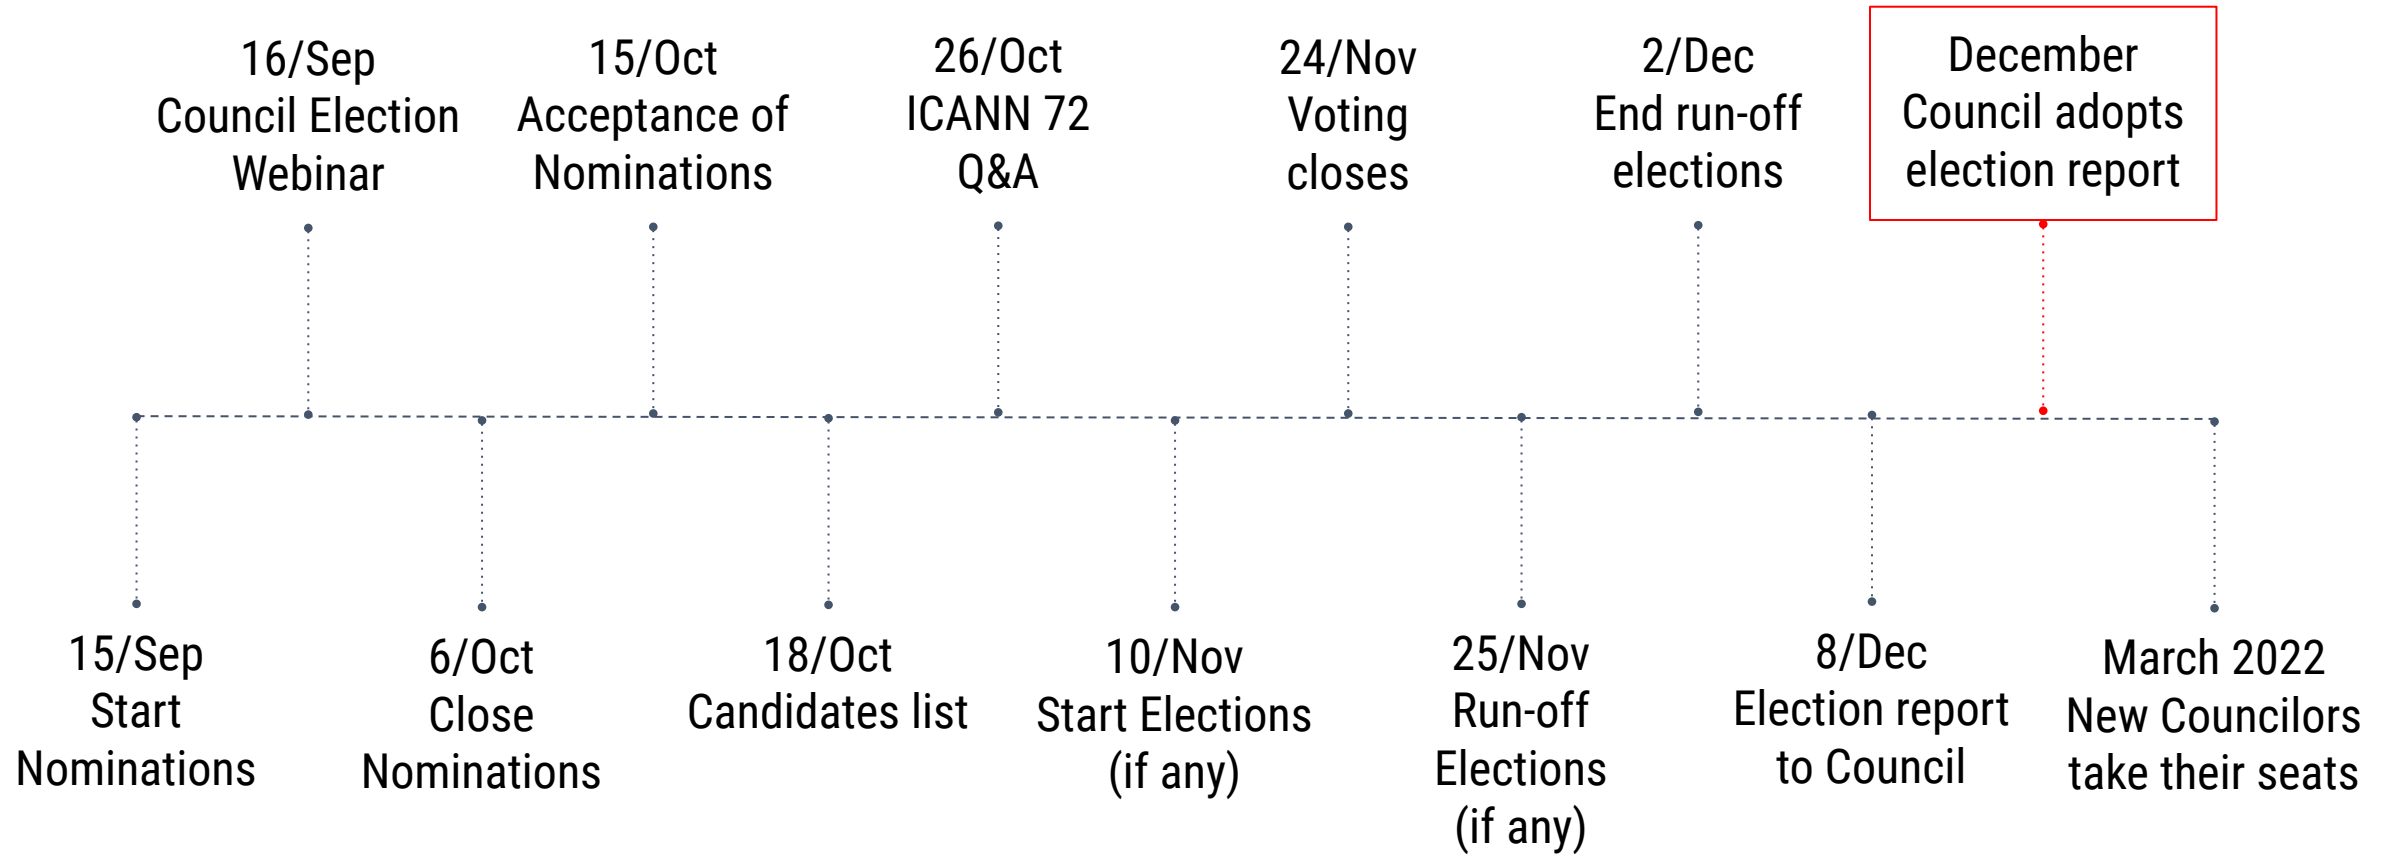 16/Sep
Council Election
Webinar
15/Oct
Acceptance of
Nominations
26/Oct
ICANN 72
Q&A
24/Nov
Voting
closes
2/Dec
End run-off
elections
December
Council adopts
election report
15/Sep
Start
Nominations
6/Oct
Close
Nominations
18/Oct
Candidates list
10/Nov
Start Elections
(if any)
25/Nov
Run-off
Elections
(if any)
8/Dec
Election report
to Council
March 2022
New Councilors
take their seats